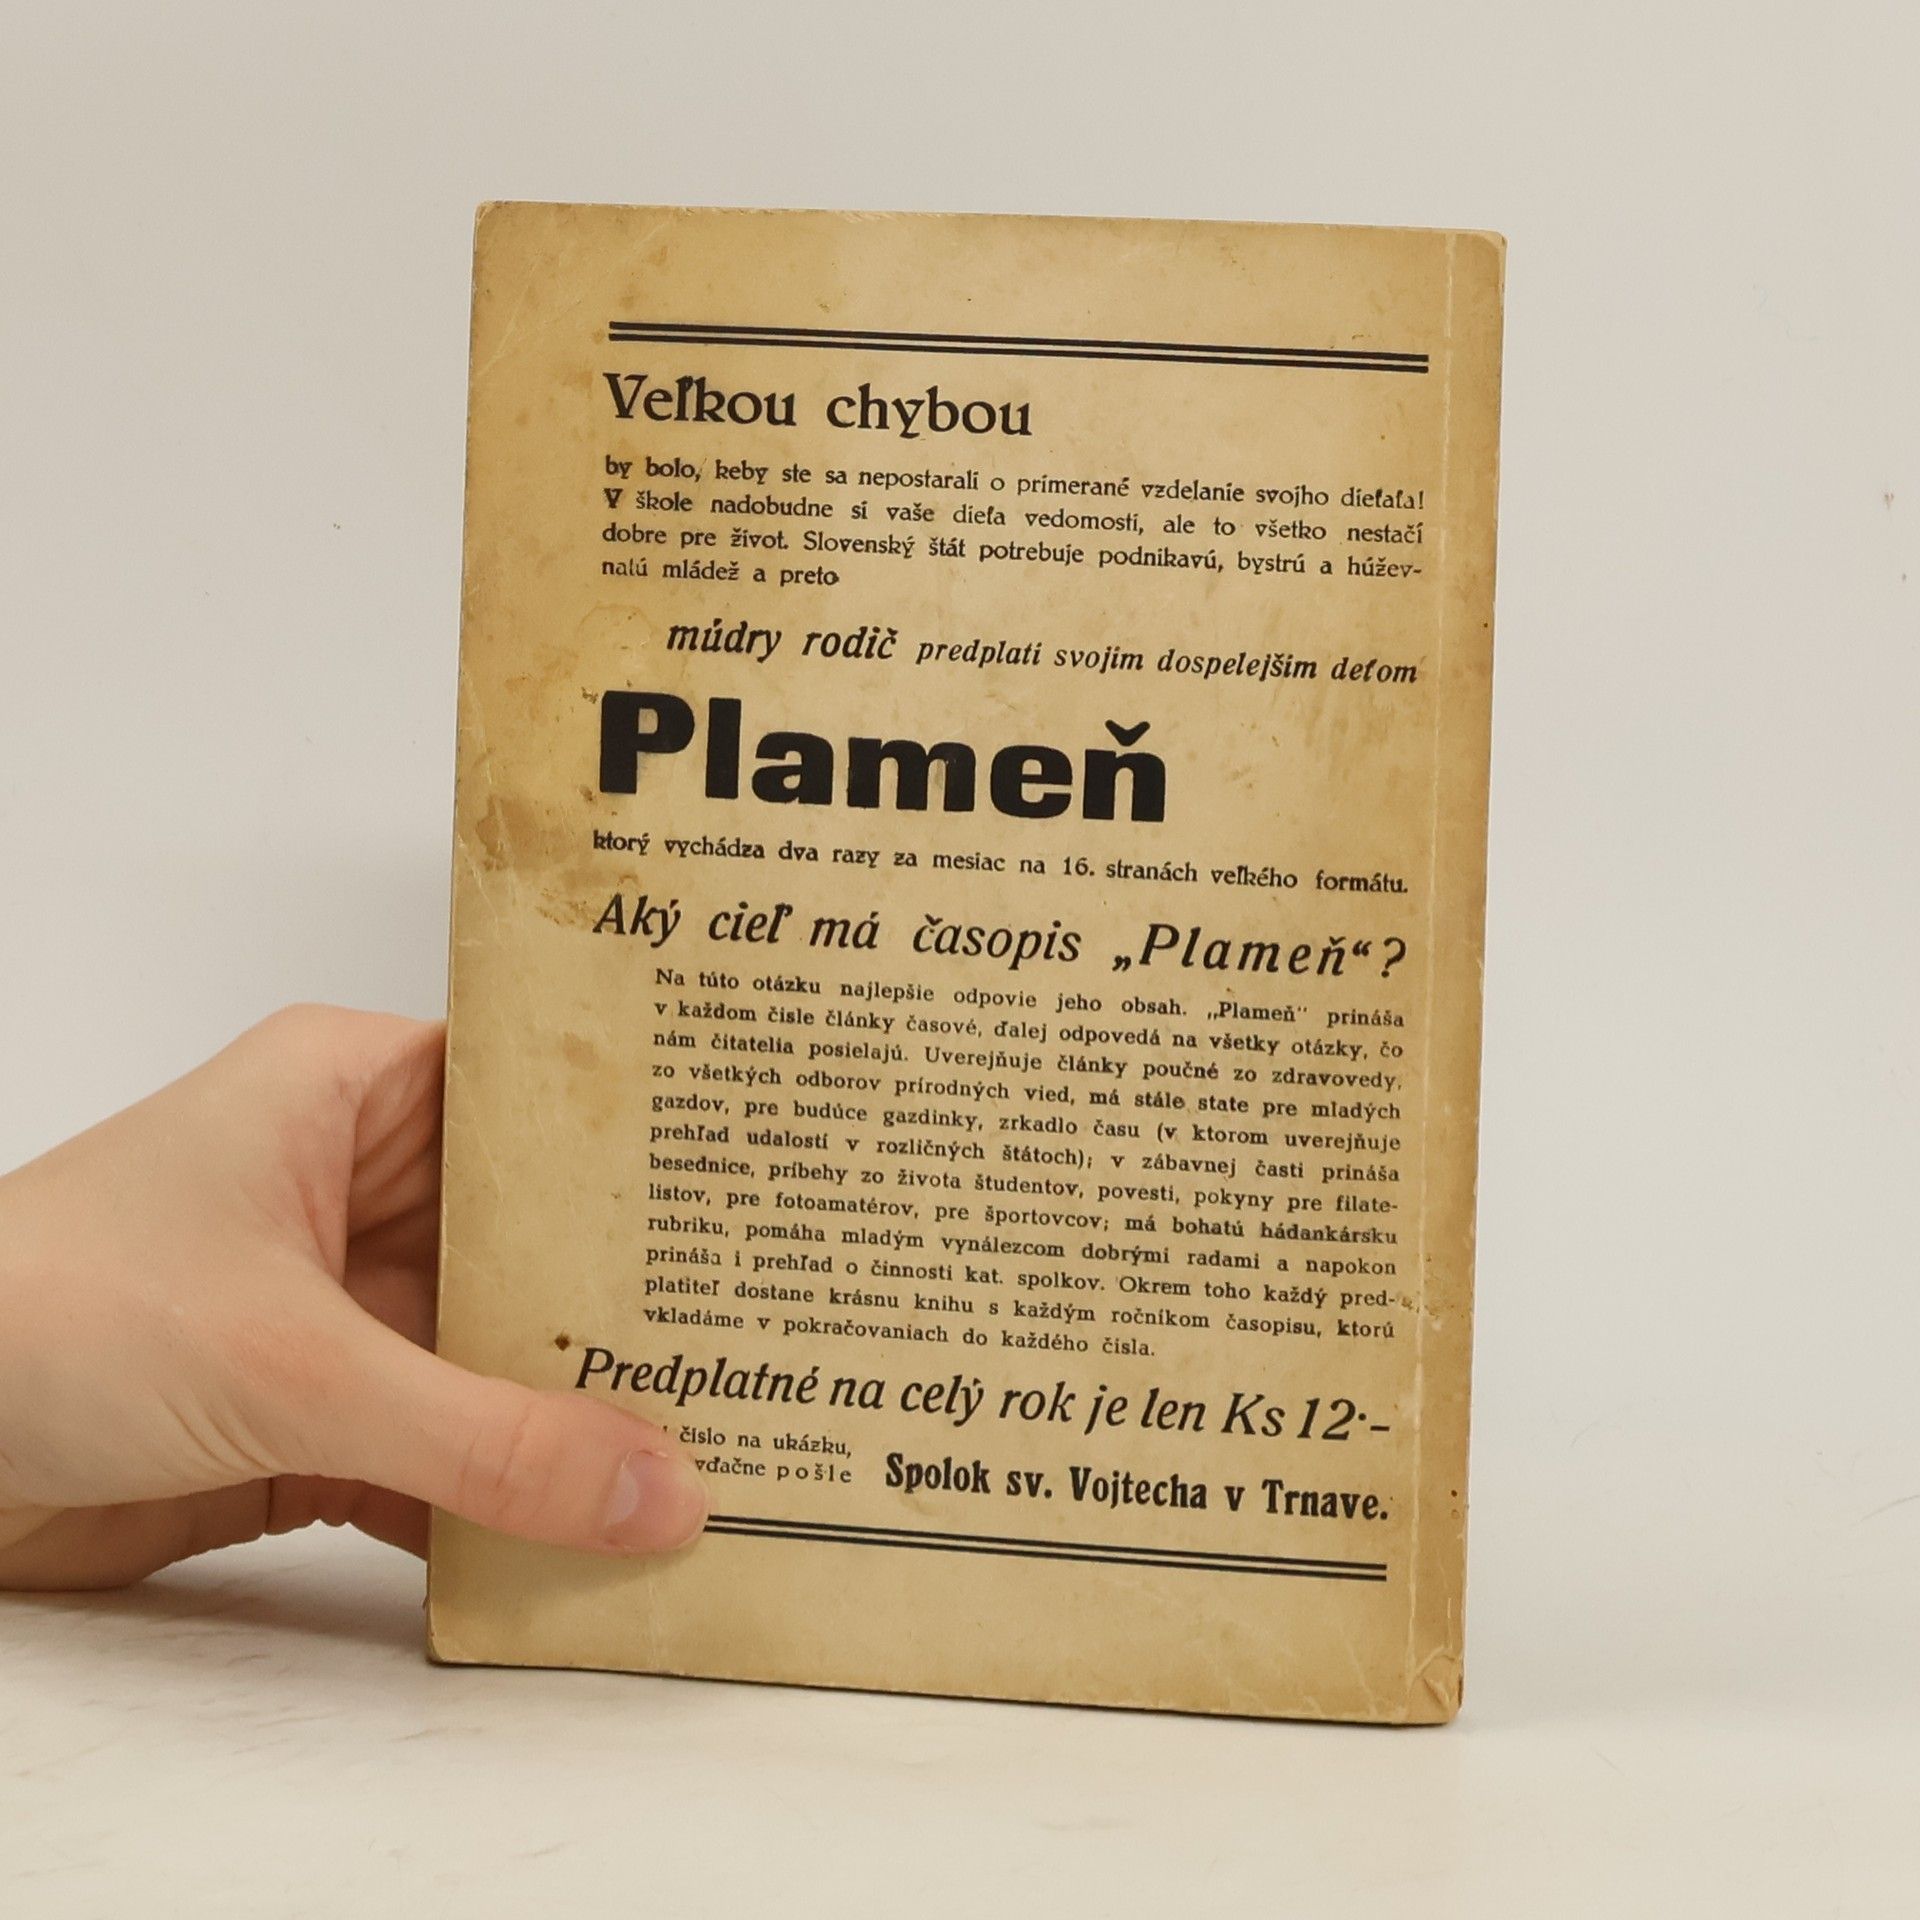 Veľkou chybou
by bolo, keby ste sa nepostarali o primerané vzdelanie svojho dieťaťa!
V škole nadobudne si vaše dieťa vedomosti, ale to všetko nestačí
dobre pre život. Slovenský štát potrebuje podnikavú, bystrú a húžev-
natú mládež a preto
múdry rodič predplatí svojim dospelejším deťom
Plameň
ktorý vychádza dva razy za mesiac na 16. stranách veľkého formátu.
Aký cieľ má časopis „Plameň“?
Na túto otázku najlepšie odpovie jeho obsah. „Plameň“ prináša
v každom čísle články časové, ďalej odpovedá na všetky otázky, čo
nám čitatelia posielajú. Uverejňuje články poučné zo zdravovedy,
zo všetkých odborov prírodných vied, má stále state pre mladých
gazdov, pre budúce gazdinky, zrkadlo času (v ktorom uverejňuje
prehľad udalostí v rozličných štátoch); v zábavnej časti prináša
besednice, príbehy zo života študentov, povesti, pokyny pre filate-
listov, pre fotoamatérov, pre športovcov; má bohatú hádankársku
rubriku, pomáha mladým vynálezcom dobrými radami a napokon
prináša i prehľad o činnosti kat. spolkov. Okrem toho každý pred-
platiteľ dostane krásnu knihu s každým ročníkom časopisu, ktorú
vkladáme v pokračovaniach do každého čísla.
Predplatné na celý rok je len Ks 12·–
číslo na ukážku,
vďačne pošle Spolok sv. Vojtecha v Trnave.